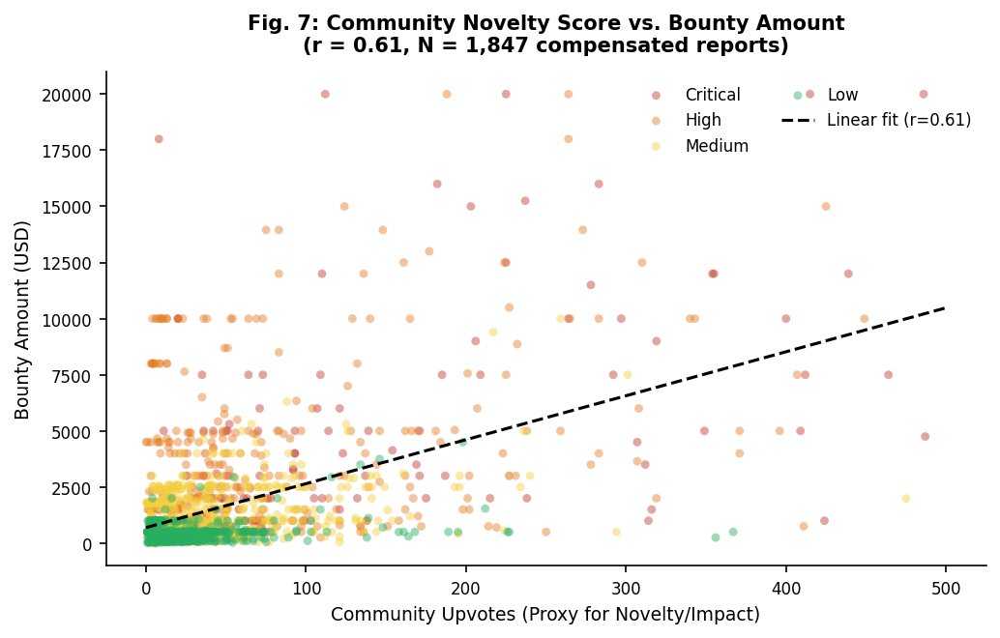 Fig. 7: Community Novelty Score vs. Bounty Amount
(r = 0.61, N = 1,847 compensated reports)
Critical
High
Medium
Low
Linear fit (r=0.61)
Bounty Amount (USD)
20000
17500
15000
12500
10000
7500
5000
2500
0
0 100 200 300 400 500
Community Upvotes (Proxy for Novelty/Impact)